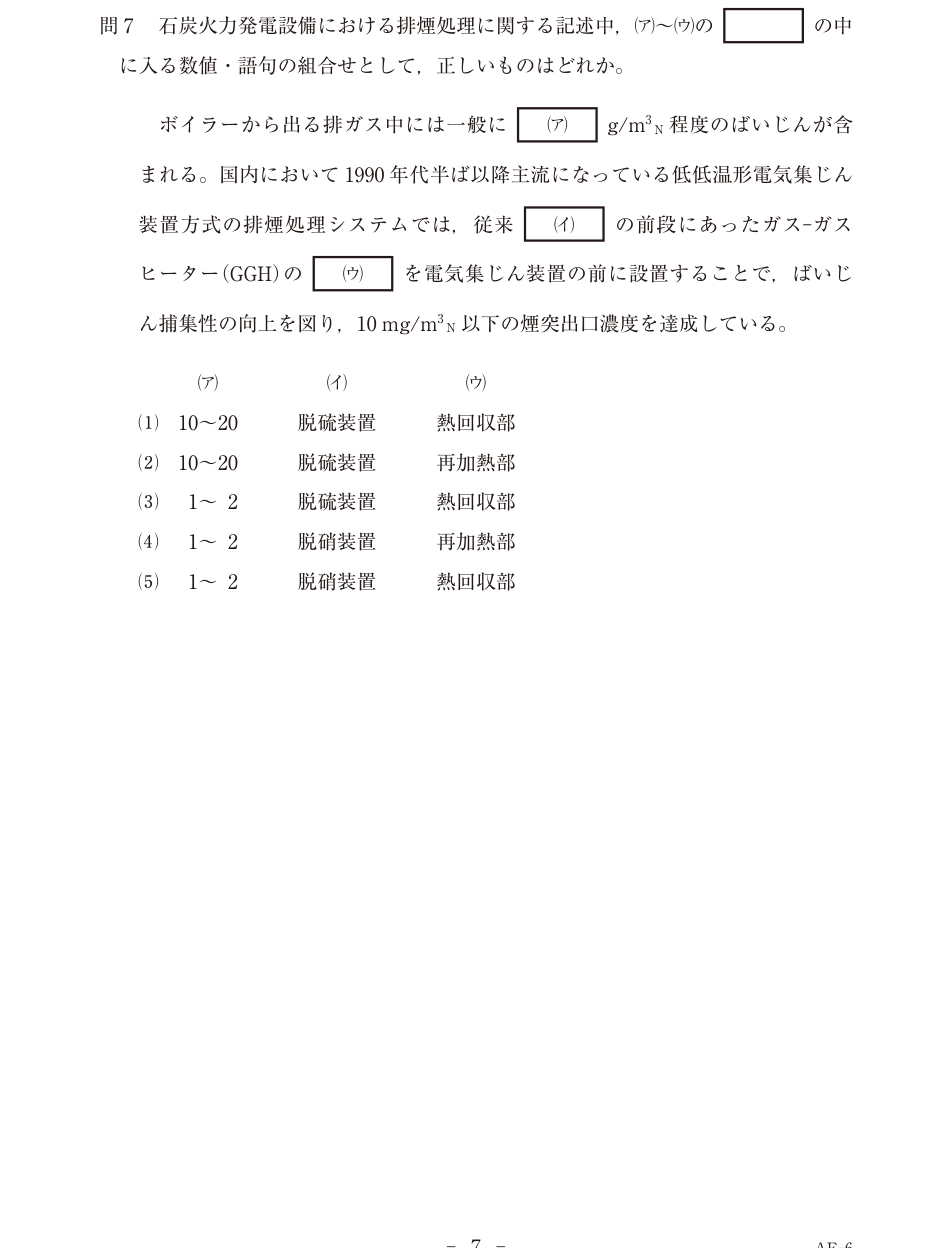 問7 石炭火力発電設備における排煙処理に関する記述中，㋐～㋒の の中
に入る数値・語句の組合せとして，正しいものはどれか。
ボイラーから出る排ガス中には一般に (ア) g/m³N 程度のばいじんが含
まれる。国内において 1990 年代半ば以降主流になっている低低温形電気集じん
装置方式の排煙処理システムでは，従来 (イ) の前段にあったガス−ガス
ヒーター(GGH)の (ウ) を電気集じん装置の前に設置することで，ばいじ
ん捕集性の向上を図り，10 mg/m³N 以下の煙突出口濃度を達成している。
(ア) (イ) (ウ)
(1) 10～20 脱硫装置 熱回収部
(2) 10～20 脱硫装置 再加熱部
(3) 1～ 2 脱硫装置 熱回収部
(4) 1～ 2 脱硝装置 再加熱部
(5) 1～ 2 脱硝装置 熱回収部
− 7 −